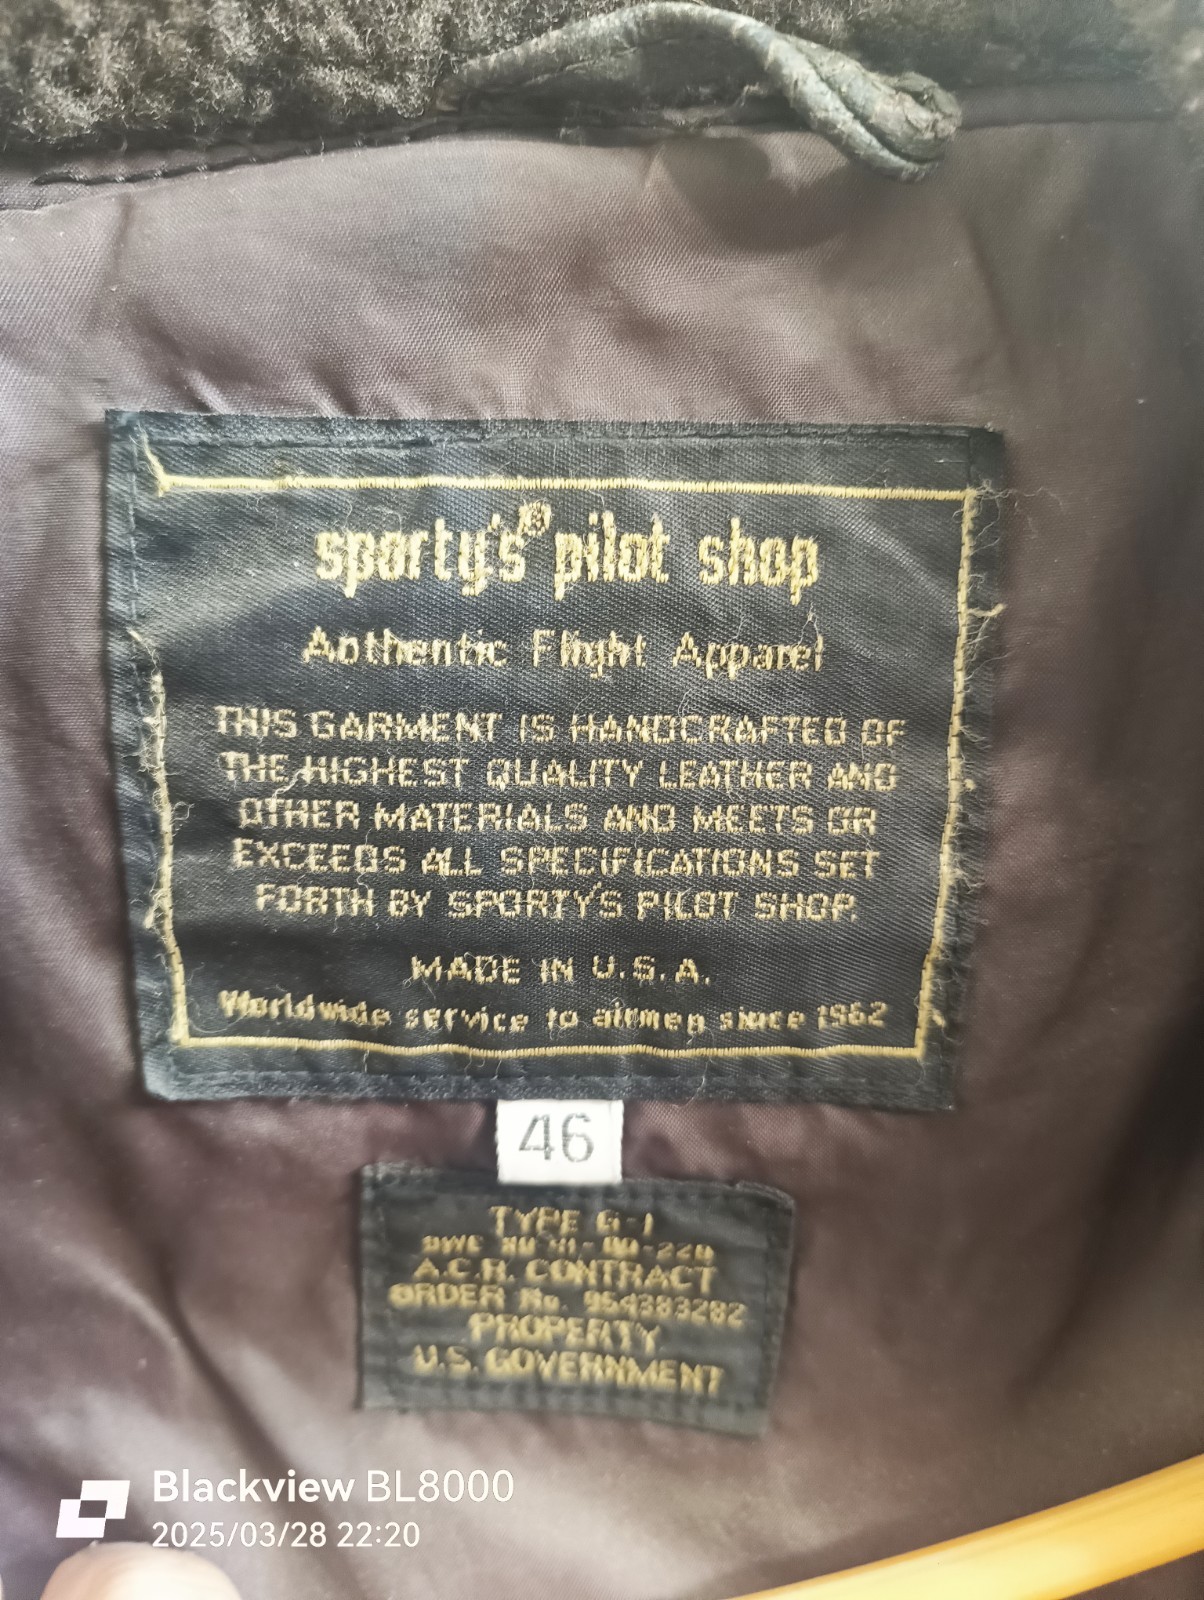 sporty's® pilot shop
Authentic Flight Apparel
THIS GARMENT IS HANDCRAFTED OF
THE HIGHEST QUALITY LEATHER AND
OTHER MATERIALS AND MEETS OR
EXCEEDS ALL SPECIFICATIONS SET
FORTH BY SPORTY'S PILOT SHOP.
MADE IN U.S.A.
Worldwide service to airmen since 1962
46
TYPE G-1
A.C.R. CONTRACT
ORDER No. 954383282
PROPERTY
U.S. GOVERNMENT
Blackview BL8000
2025/03/28 22:20